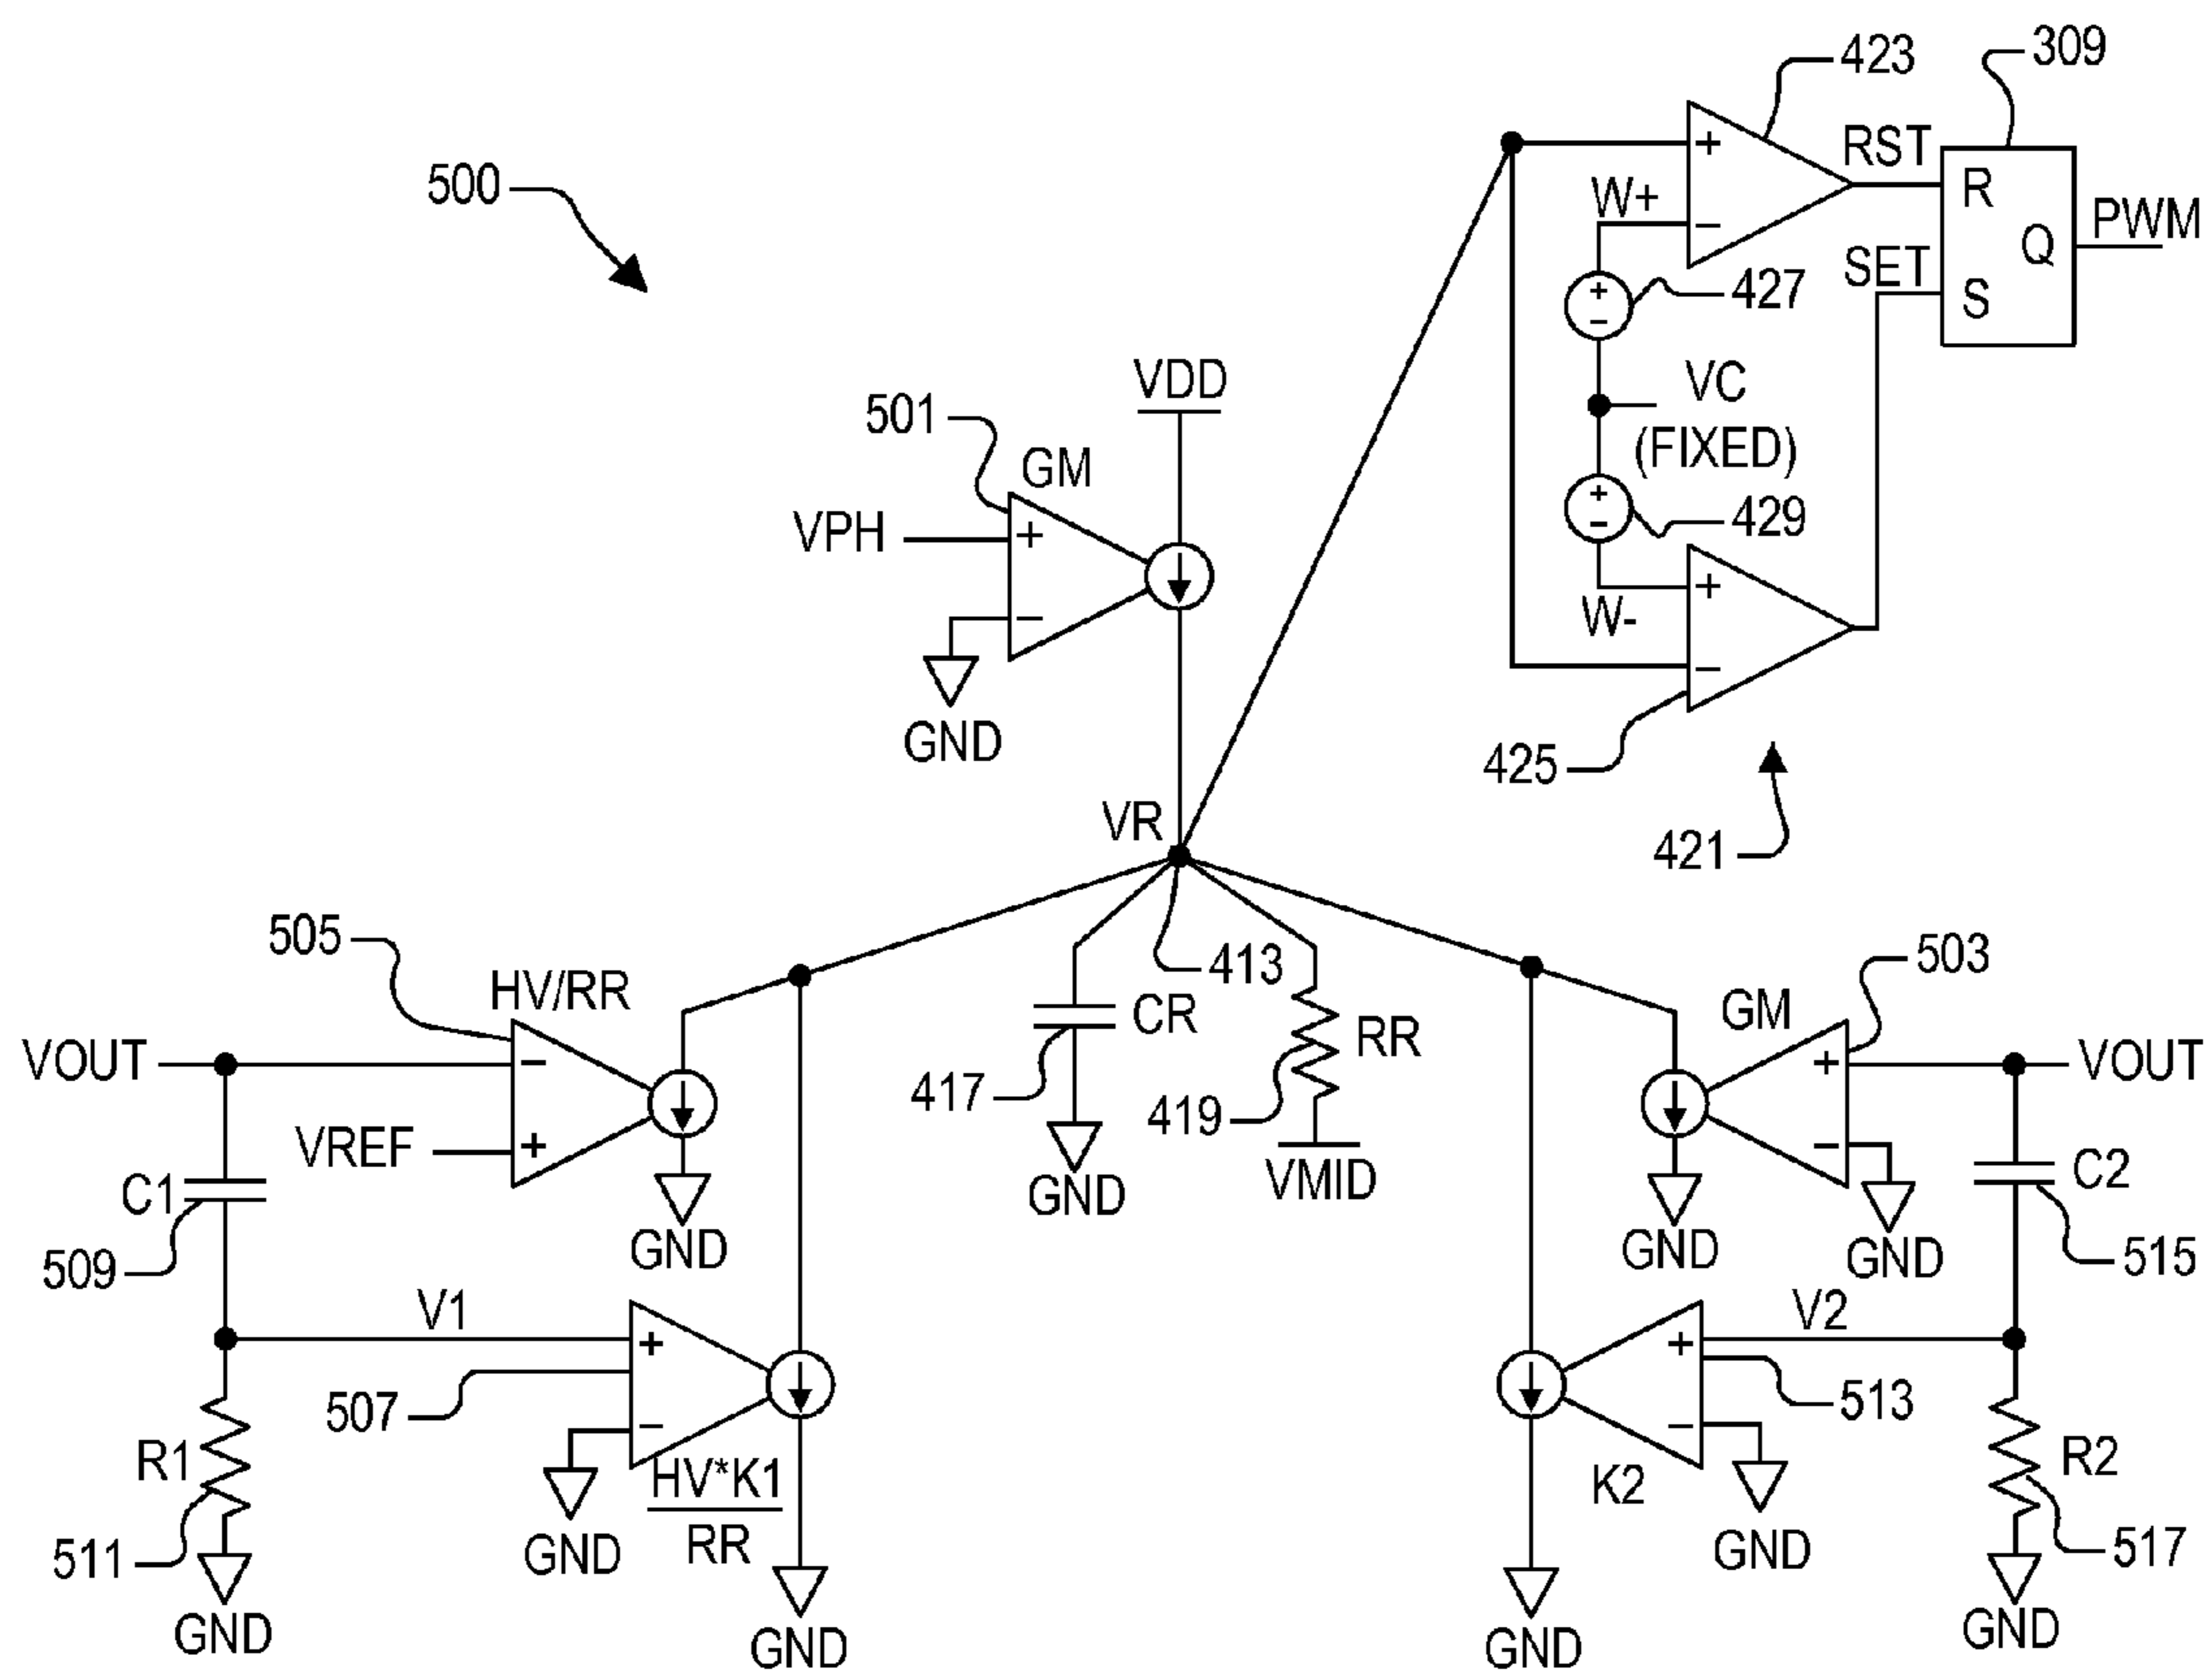 423
309
+
RST
R
500
W+
−
Q
PWM
SET
S
+
−
427
VDD
VC
(FIXED)
501
GM
+
−
429
VPH
+
−
+
W-
−
GND
425
VR
421
505
HV/RR
413
503
GM
CR
RR
VOUT
−
+
VOUT
417
419
VREF
+
−
C1
GND
VMID
C2
GND
GND
GND
509
515
V1
V2
+
+
507
513
−
−
R1
GND
HV*K1
RR
K2
GND
R2
511
517
GND
GND
GND
GND